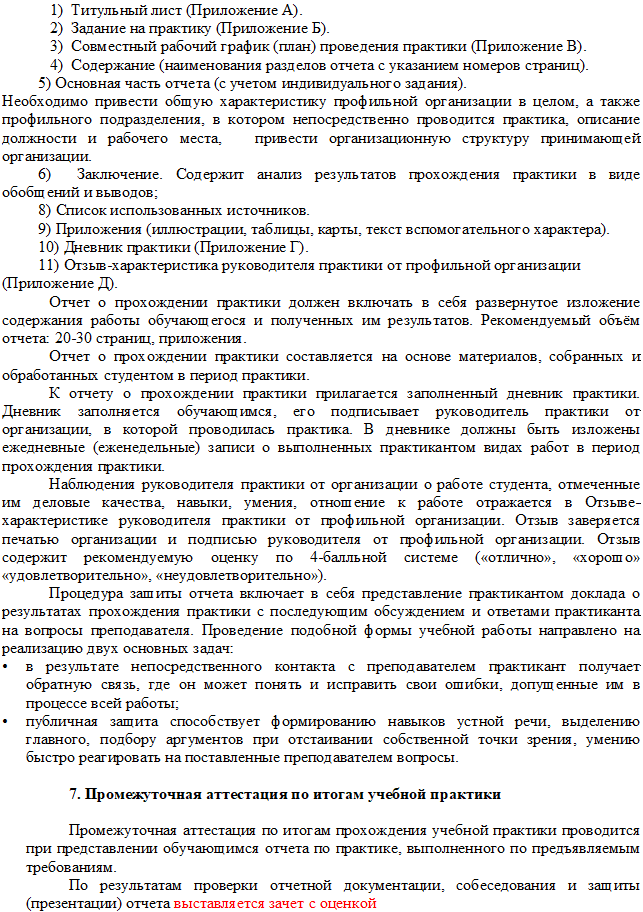 1) Титульный лист (Приложение А).
2) Задание на практику (Приложение Б).
3) Совместный рабочий график (план) проведения практики (Приложение В).
4) Содержание (наименования разделов отчета с указанием номеров страниц).
5) Основная часть отчета (с учетом индивидуального задания).
Необходимо привести общую характеристику профильной организации в целом, а также
профильного подразделения, в котором непосредственно проводится практика, описание
должности и рабочего места, привести организационную структуру принимающей
организации.
6) Заключение. Содержит анализ результатов прохождения практики в виде
обобщений и выводов;
8) Список использованных источников.
9) Приложения (иллюстрации, таблицы, карты, текст вспомогательного характера).
10) Дневник практики (Приложение Г).
11) Отзыв-характеристика руководителя практики от профильной организации
(Приложение Д).
Отчет о прохождении практики должен включать в себя развернутое изложение
содержания работы обучающегося и полученных им результатов. Рекомендуемый объём
отчета: 20-30 страниц, приложения.
Отчет о прохождении практики составляется на основе материалов, собранных и
обработанных студентом в период практики.
К отчету о прохождении практики прилагается заполненный дневник практики.
Дневник заполняется обучающимся, его подписывает руководитель практики от
организации, в которой проводилась практика. В дневнике должны быть изложены
ежедневные (еженедельные) записи о выполненных практикантом видах работ в период
прохождения практики.
Наблюдения руководителя практики от организации о работе студента, отмеченные
им деловые качества, навыки, умения, отношение к работе отражается в Отзыве-
характеристике руководителя практики от профильной организации. Отзыв заверяется
печатью организации и подписью руководителя от профильной организации. Отзыв
содержит рекомендуемую оценку по 4-балльной системе («отлично», «хорошо»
«удовлетворительно», «неудовлетворительно»).
Процедура защиты отчета включает в себя представление практикантом доклада о
результатах прохождения практики с последующим обсуждением и ответами практиканта
на вопросы преподавателя. Проведение подобной формы учебной работы направлено на
реализацию двух основных задач:
• в результате непосредственного контакта с преподавателем практикант получает
обратную связь, где он может понять и исправить свои ошибки, допущенные им в
процессе всей работы;
• публичная защита способствует формированию навыков устной речи, выделению
главного, подбору аргументов при отстаивании собственной точки зрения, умению
быстро реагировать на поставленные преподавателем вопросы.
7. Промежуточная аттестация по итогам учебной практики
Промежуточная аттестация по итогам прохождения учебной практики проводится
при представлении обучающимся отчета по практике, выполненного по предъявляемым
требованиям.
По результатам проверки отчетной документации, собеседования и защиты
(презентации) отчета выставляется зачет с оценкой